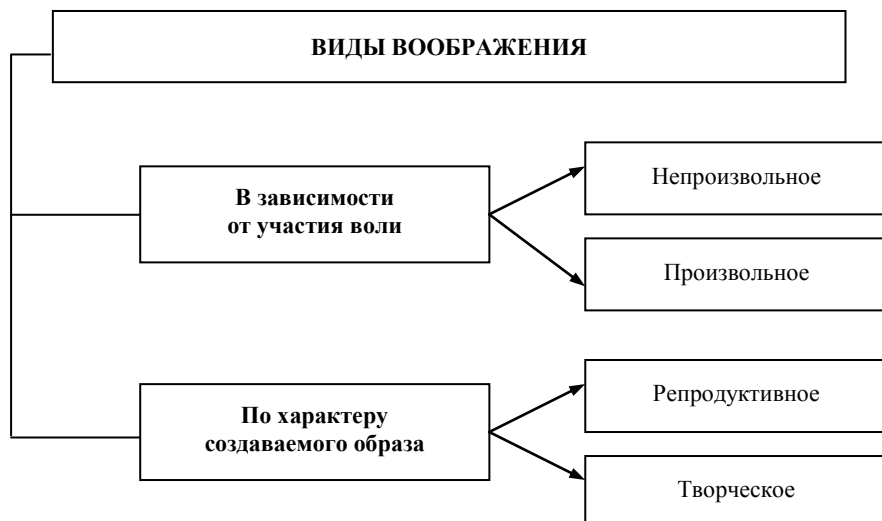 ВИДЫ ВООБРАЖЕНИЯ
В зависимости
от участия воли
Непроизвольное
Произвольное
По характеру
создаваемого образа
Репродуктивное
Творческое